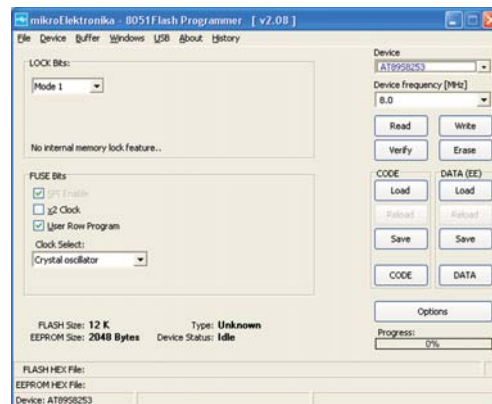 mikroElektronika - 8051Flash Programmer [ v2.08 ]
File Device Buffer Windows USB About History
LOCK Bits:
Mode 1
No internal memory lock feature..
FUSE Bits
SPI Enable
x2 Clock
User Row Program
Clock Select:
Crystal oscillator
FLASH Size: 12 K
Type: Unknown
EEPROM Size: 2048 Bytes
Device Status: Idle
Device
AT89S8253
Device frequency [MHz]
8.0
Read Write
Verify Erase
CODE DATA (EE)
Load Load
Reload Reload
Save Save
CODE DATA
Options
Progress:
0%
FLASH HEX File:
EEPROM HEX File:
Device: AT89S8253